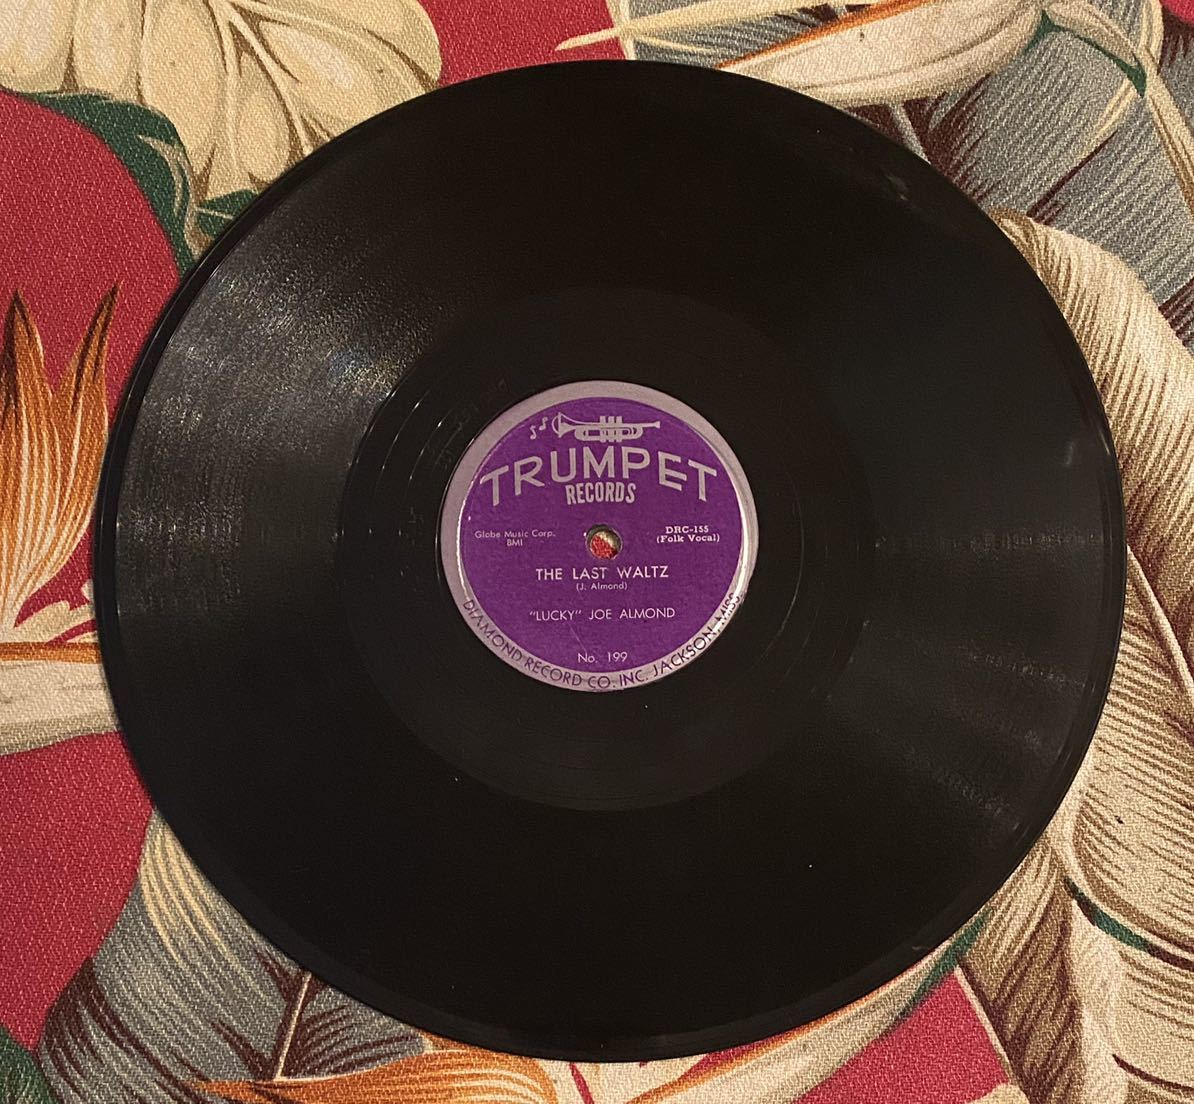 TRUMPET
RECORDS
Globe Music Corp.
BMI
DRC-155
(Folk Vocal)
THE LAST WALTZ
(J. Almond)
"LUCKY" JOE ALMOND
No. 199
DIAMOND RECORD CO. INC. JACKSON, MISS.